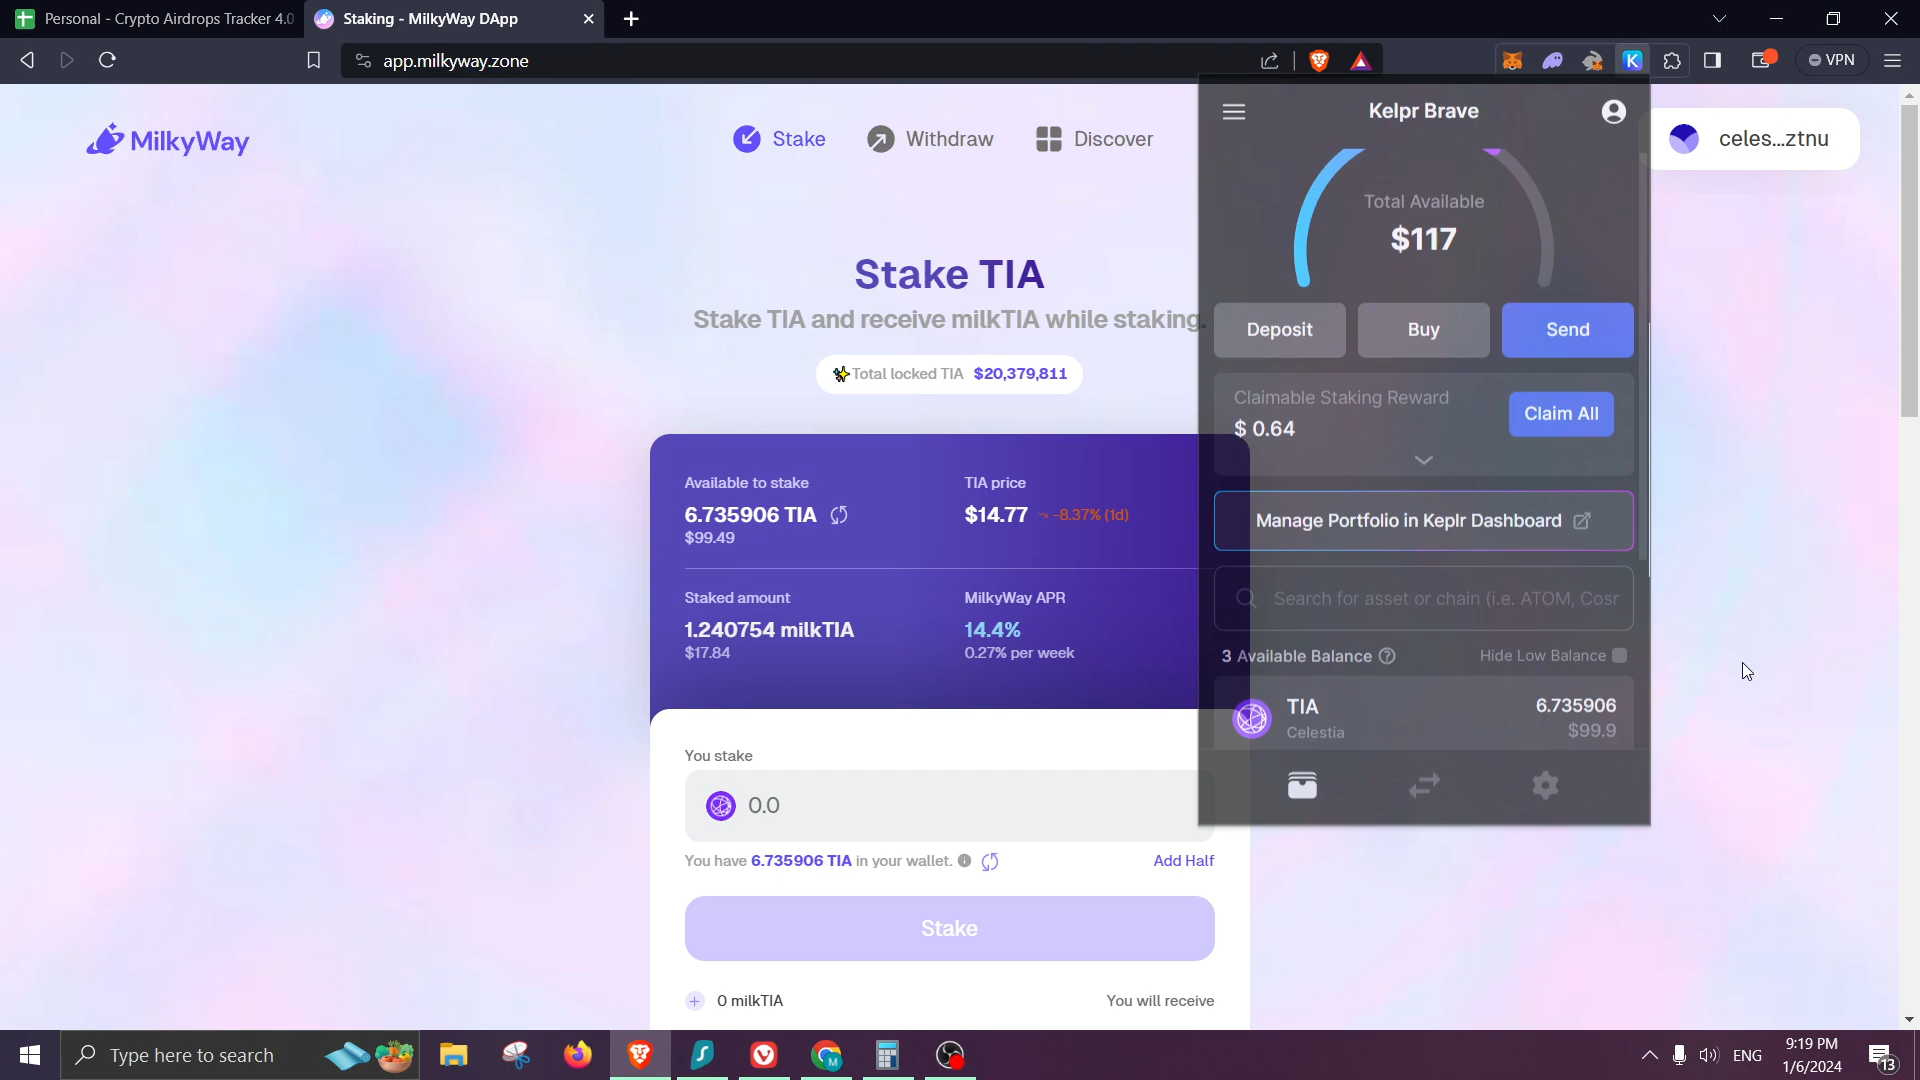 Personal - Crypto Airdrops Tracker 4.0
Staking - MilkyWay DApp
app.milkyway.zone
VPN
MilkyWay
Stake
Withdraw
Discover
celes...ztnu
Stake TIA
Stake TIA and receive milkTIA while staking.
Total locked TIA $20,379,811
Available to stake
6.735906 TIA
$99.49
TIA price
$14.77 -8.37% (1d)
Staked amount
1.240754 milkTIA
$17.84
MilkyWay APR
14.4%
0.27% per week
You stake
0.0
You have 6.735906 TIA in your wallet.
Add Half
Stake
0 milkTIA
You will receive
Kelpr Brave
Total Available
$117
Deposit
Buy
Send
Claimable Staking Reward
$ 0.64
Claim All
Manage Portfolio in Keplr Dashboard
Search for asset or chain (i.e. ATOM, Cosr
3 Available Balance
Hide Low Balance
TIA
Celestia
6.735906
$99.9
Type here to search
ENG
9:19 PM
1/6/2024
13